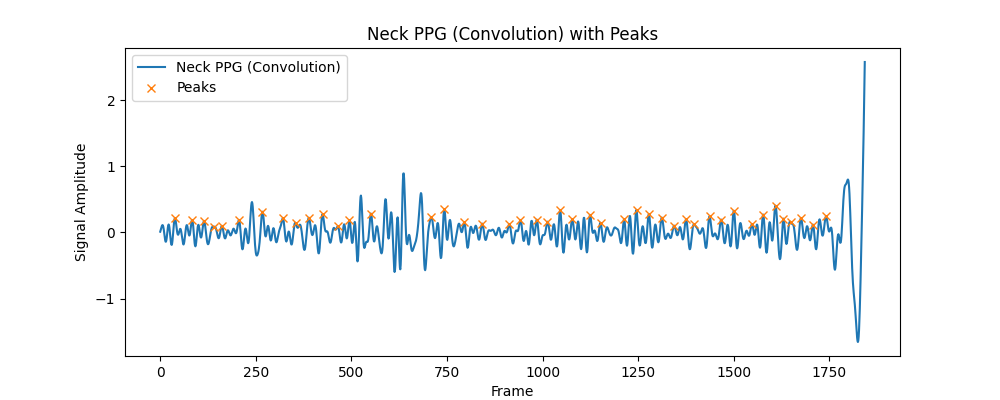 Neck PPG (Convolution) with Peaks
Neck PPG (Convolution)
Peaks
Signal Amplitude
2
1
0
−1
0 250 500 750 1000 1250 1500 1750
Frame